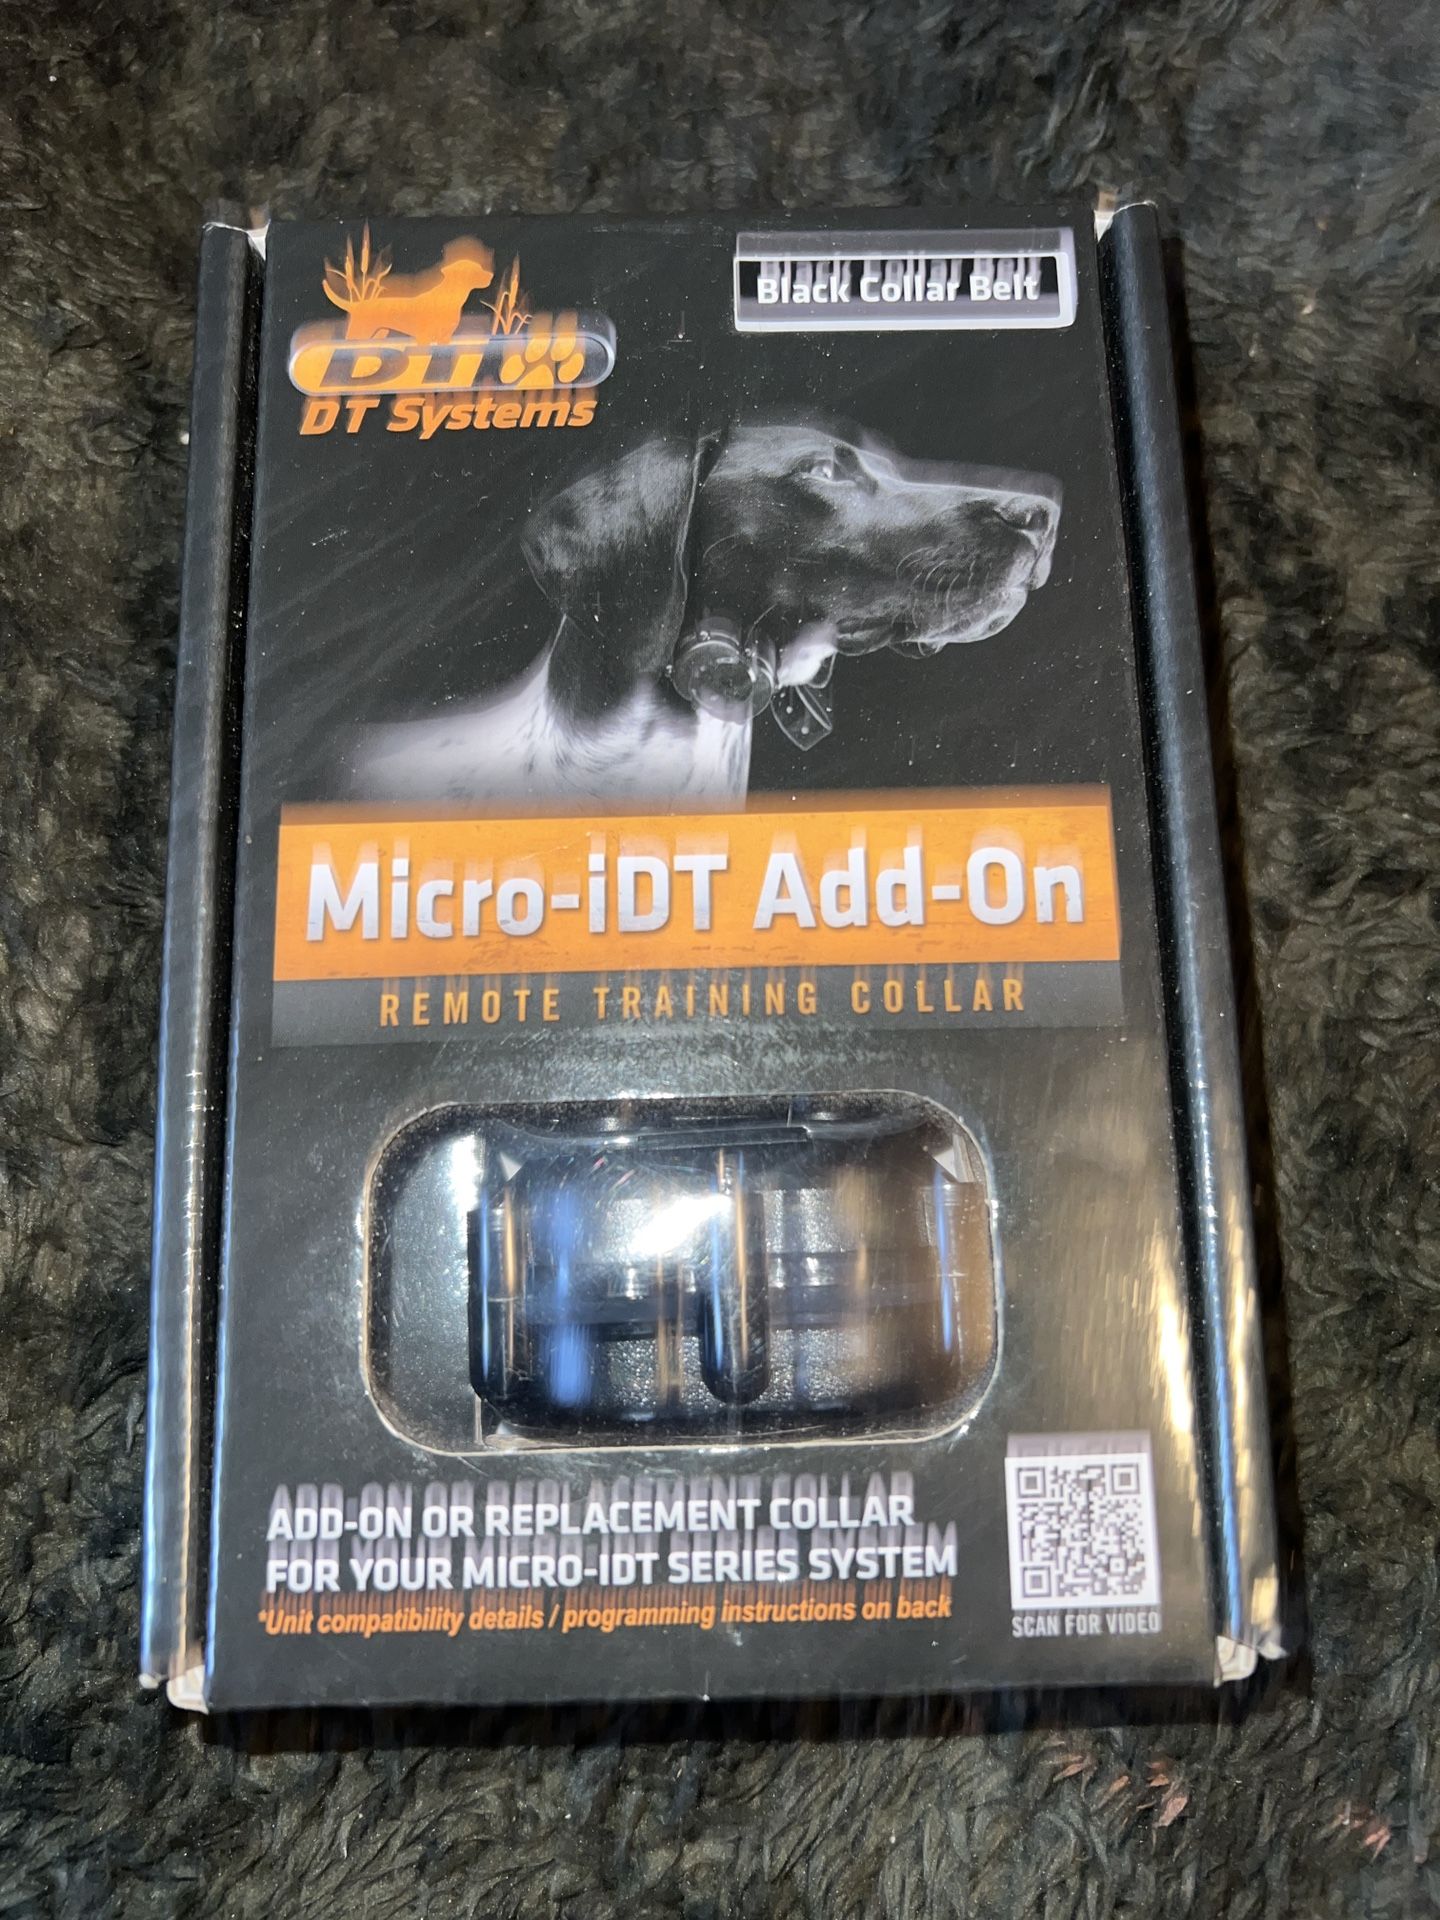 Black Collar Belt
DT
DT Systems
Micro-iDT Add-On
REMOTE TRAINING COLLAR
ADD-ON OR REPLACEMENT COLLAR
FOR YOUR MICRO-IDT SERIES SYSTEM
*Unit compatibility details / programming instructions on back
SCAN FOR VIDEO